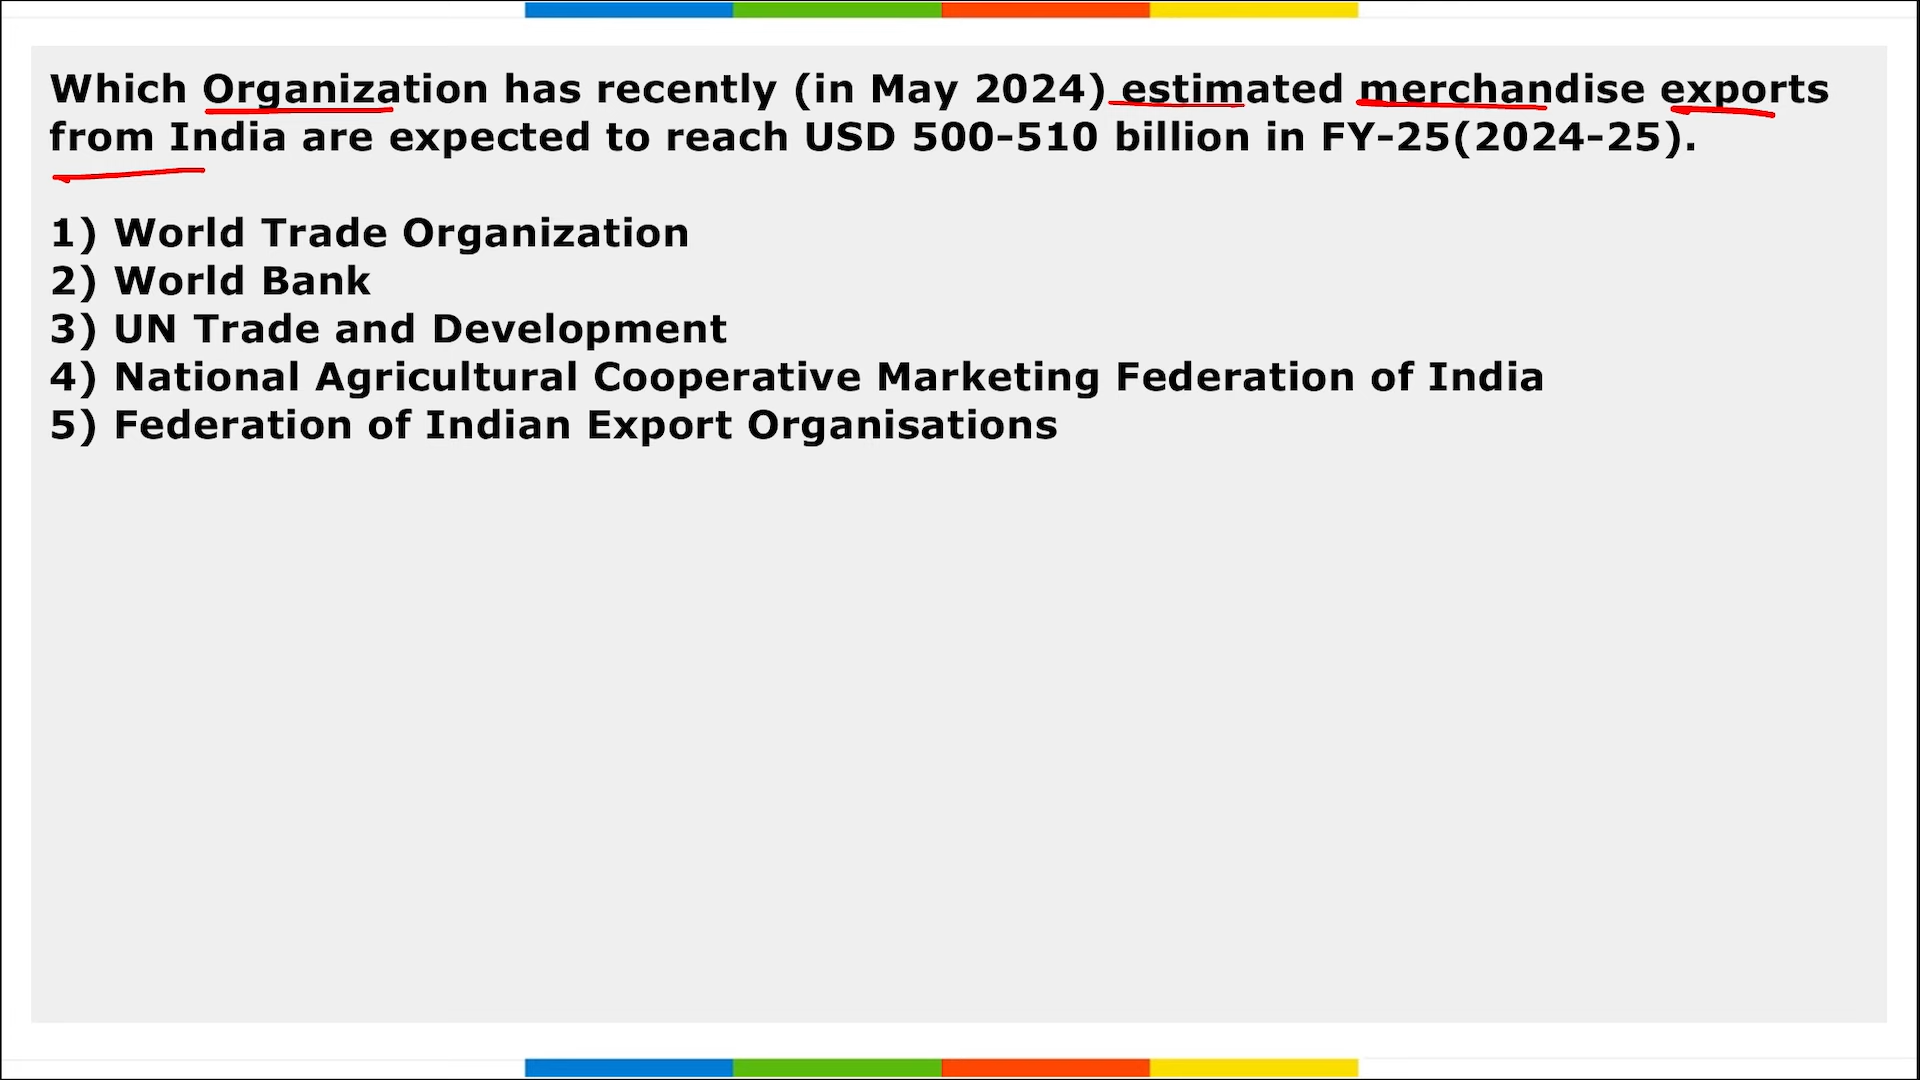 Which Organization has recently (in May 2024) estimated merchandise exports
from India are expected to reach USD 500-510 billion in FY-25(2024-25).
1) World Trade Organization
2) World Bank
3) UN Trade and Development
4) National Agricultural Cooperative Marketing Federation of India
5) Federation of Indian Export Organisations